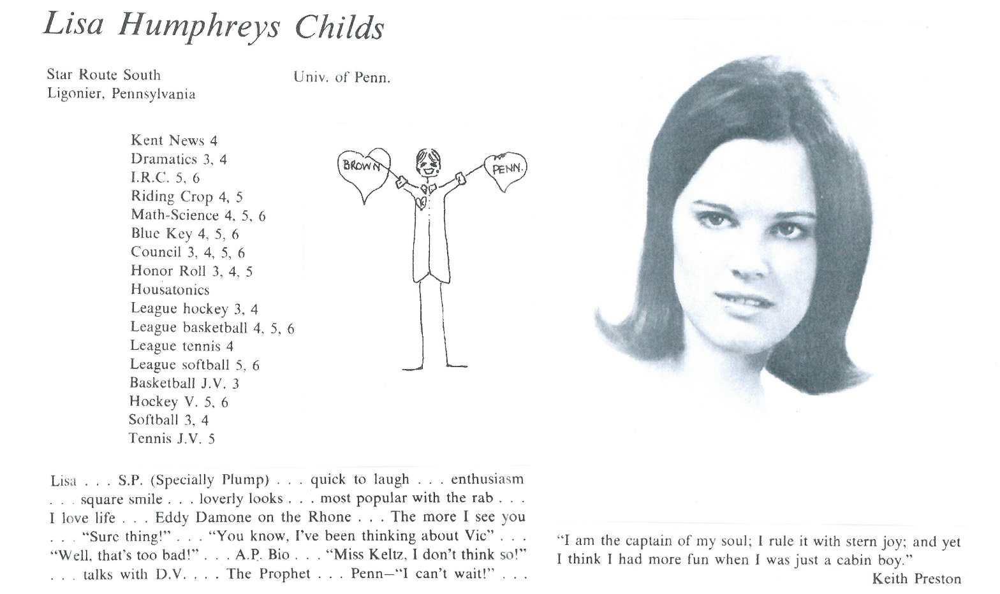 Lisa Humphreys Childs
Star Route South
Ligonier, Pennsylvania
Univ. of Penn.
Kent News 4
Dramatics 3, 4
I.R.C. 5, 6
Riding Crop 4, 5
Math-Science 4, 5, 6
Blue Key 4, 5, 6
Council 3, 4, 5, 6
Honor Roll 3, 4, 5
Housatonics
League hockey 3, 4
League basketball 4, 5, 6
League tennis 4
League softball 5, 6
Basketball J.V. 3
Hockey V. 5, 6
Softball 3, 4
Tennis J.V. 5
BROWN
PENN.
Lisa . . . S.P. (Specially Plump) . . . quick to laugh . . . enthusiasm
. . . square smile . . . loverly looks . . . most popular with the rab . . .
I love life . . . Eddy Damone on the Rhone . . . The more I see you
. . . “Sure thing!” . . . “You know, I've been thinking about Vic” . . .
“Well, that's too bad!” . . . A.P. Bio . . . “Miss Keltz, I don't think so!”
. . . talks with D.V. . . . The Prophet . . . Penn—“I can't wait!” . . .
“I am the captain of my soul; I rule it with stern joy; and yet
I think I had more fun when I was just a cabin boy.”
Keith Preston